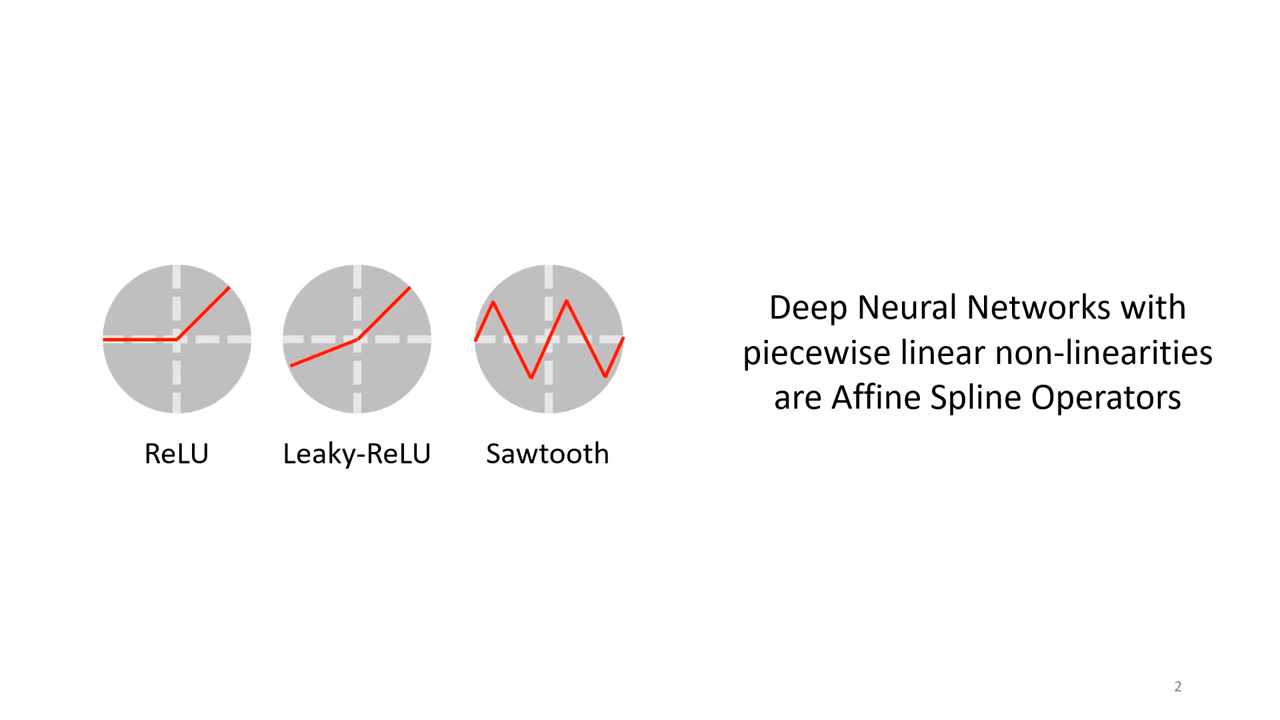 ReLU
Leaky-ReLU
Sawtooth
Deep Neural Networks with
piecewise linear non-linearities
are Affine Spline Operators
2